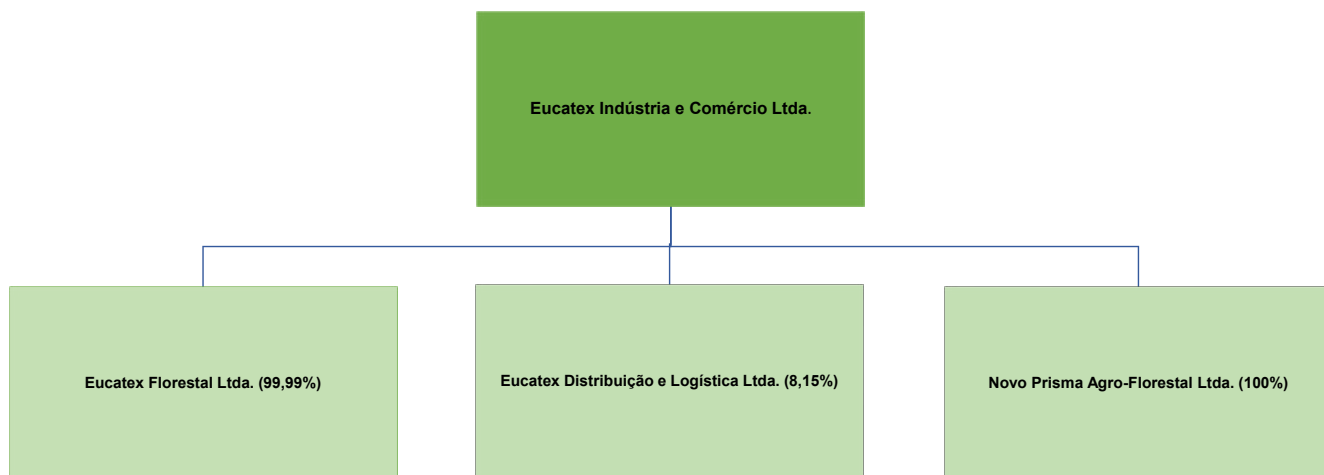 Eucatex Indústria e Comércio Ltda.
Eucatex Florestal Ltda. (99,99%)
Eucatex Distribuição e Logística Ltda. (8,15%)
Novo Prisma Agro-Florestal Ltda. (100%)